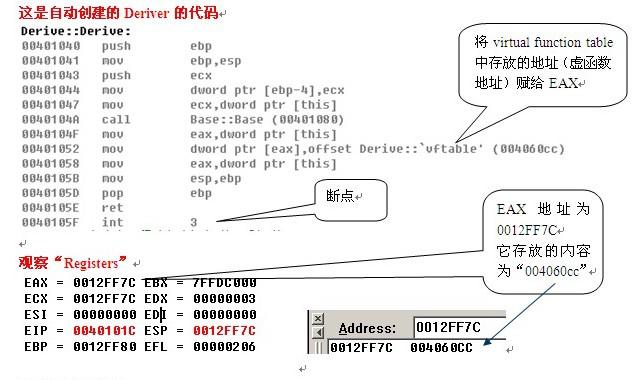 这是自动创建的 Deriver 的代码
Derive::Derive:
00401040 push ebp
00401041 mov ebp,esp
00401043 push ecx
00401044 mov dword ptr [ebp-4],ecx
00401047 mov ecx,dword ptr [this]
0040104A call Base::Base (00401080)
0040104F mov eax,dword ptr [this]
00401052 mov dword ptr [eax],offset Derive::`vftable' (004060cc)
00401058 mov eax,dword ptr [this]
0040105B mov esp,ebp
0040105D pop ebp
0040105E ret
0040105F int 3
将 virtual function table
中存放的地址（虚函数
地址）赋给 EAX
断点
EAX 地址为
0012FF7C
它存放的内容
为“004060cc”
观察“Registers”
EAX = 0012FF7C EBX = 7FFDC000
ECX = 0012FF7C EDX = 00000003
ESI = 00000000 EDI = 00000000
EIP = 0040101C ESP = 0012FF7C
EBP = 0012FF80 EFL = 00000206
Address: 0012FF7C
0012FF7C 004060CC